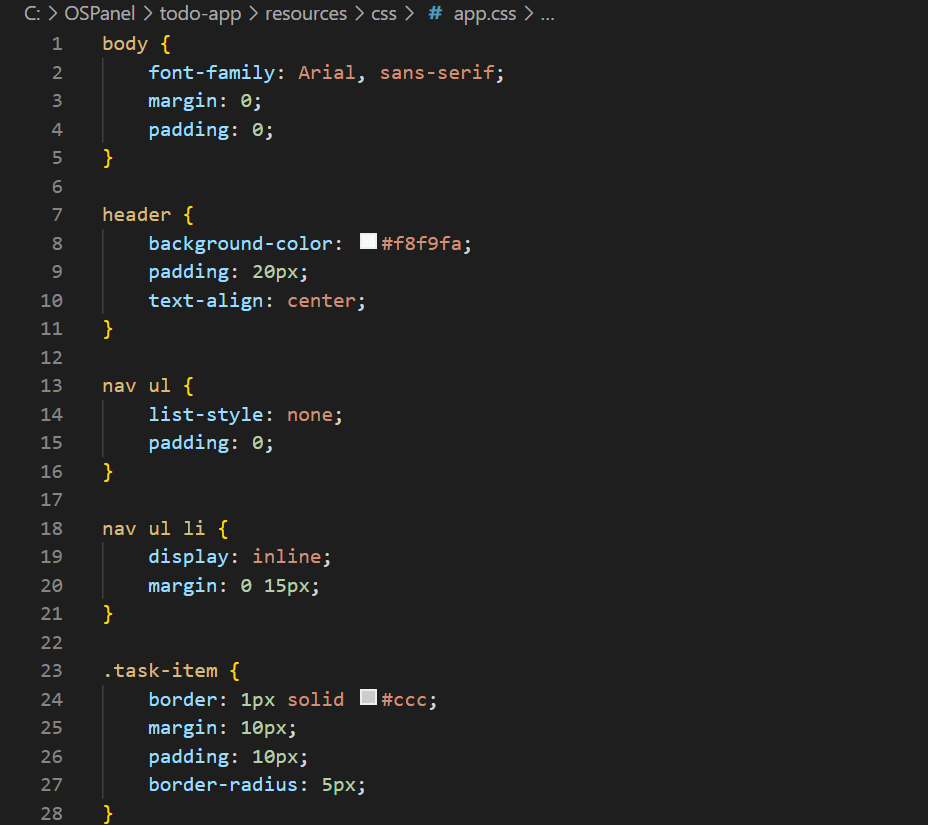 C: > OSPanel > todo-app > resources > css > # app.css > ...
1 body {
2     font-family: Arial, sans-serif;
3     margin: 0;
4     padding: 0;
5 }
6
7 header {
8     background-color: #f8f9fa;
9     padding: 20px;
10     text-align: center;
11 }
12
13 nav ul {
14     list-style: none;
15     padding: 0;
16 }
17
18 nav ul li {
19     display: inline;
20     margin: 0 15px;
21 }
22
23 .task-item {
24     border: 1px solid #ccc;
25     margin: 10px;
26     padding: 10px;
27     border-radius: 5px;
28 }